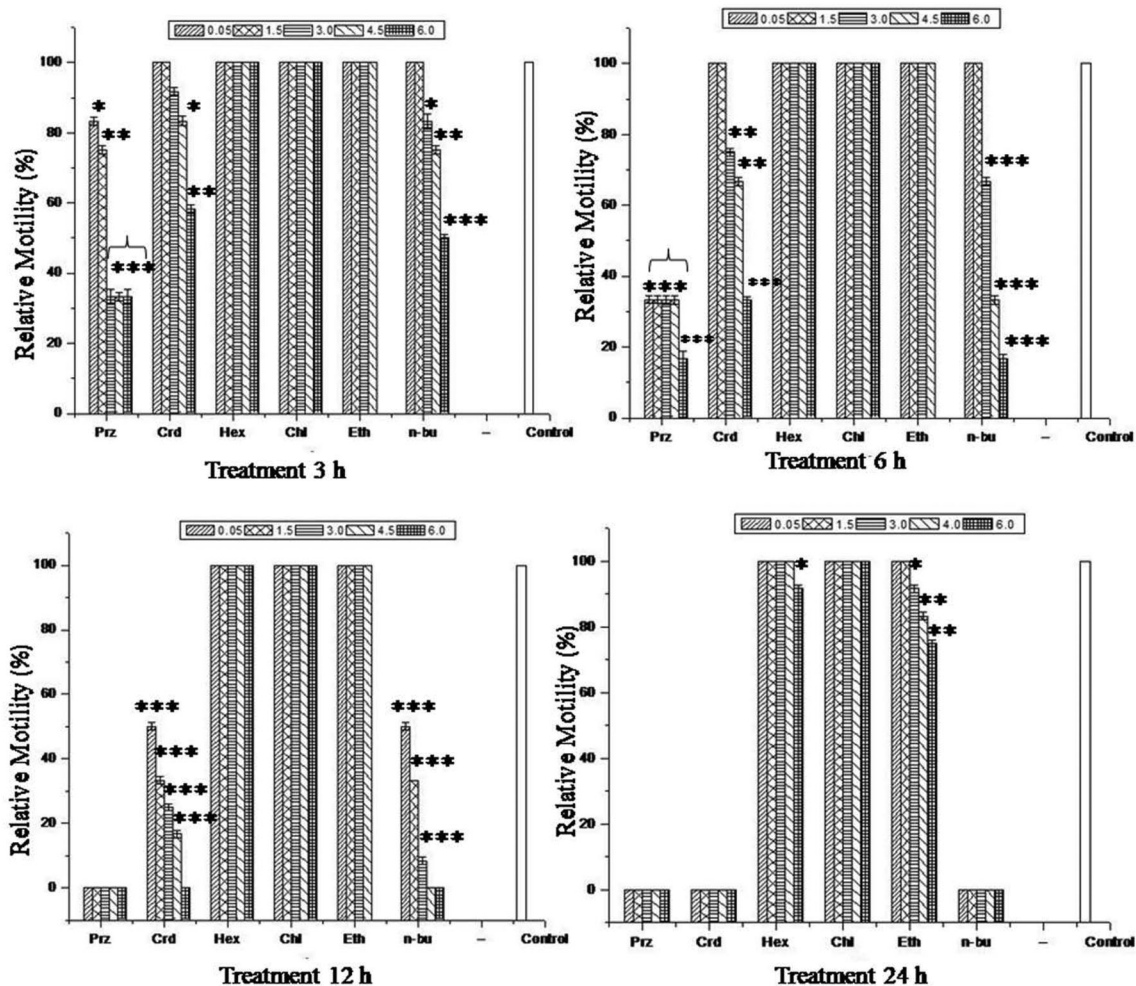 0.05 1.5 3.0 4.5 6.0
Relative Motility (%)
100
80
60
40
20
0
* ** *** * ** * ** ***
Prz Crd Hex Chl Eth n-bu – Control
Treatment 3 h
0.05 1.5 3.0 4.5 6.0
Relative Motility (%)
100
80
60
40
20
0
*** *** ** ** *** *** *** ***
Prz Crd Hex Chl Eth n-bu – Control
Treatment 6 h
0.05 1.5 3.0 4.5 6.0
Relative Motility (%)
100
80
60
40
20
0
*** *** *** *** *** *** ***
Prz Crd Hex Chl Eth n-bu – Control
Treatment 12 h
0.05 1.5 3.0 4.0 6.0
Relative Motility (%)
100
80
60
40
20
0
* * ** **
Prz Crd Hex Chl Eth n-bu – Control
Treatment 24 h